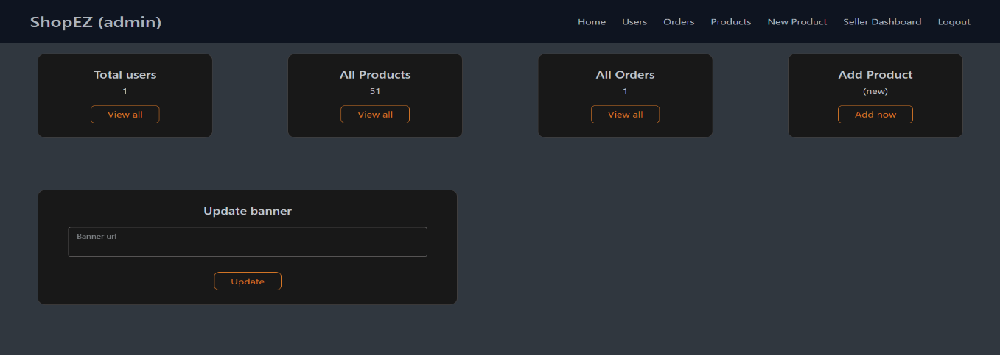 ShopEZ (admin)
Home Users Orders Products New Product Seller Dashboard Logout
Total users
1
View all
All Products
51
View all
All Orders
1
View all
Add Product
(new)
Add now
Update banner
Banner url
Update